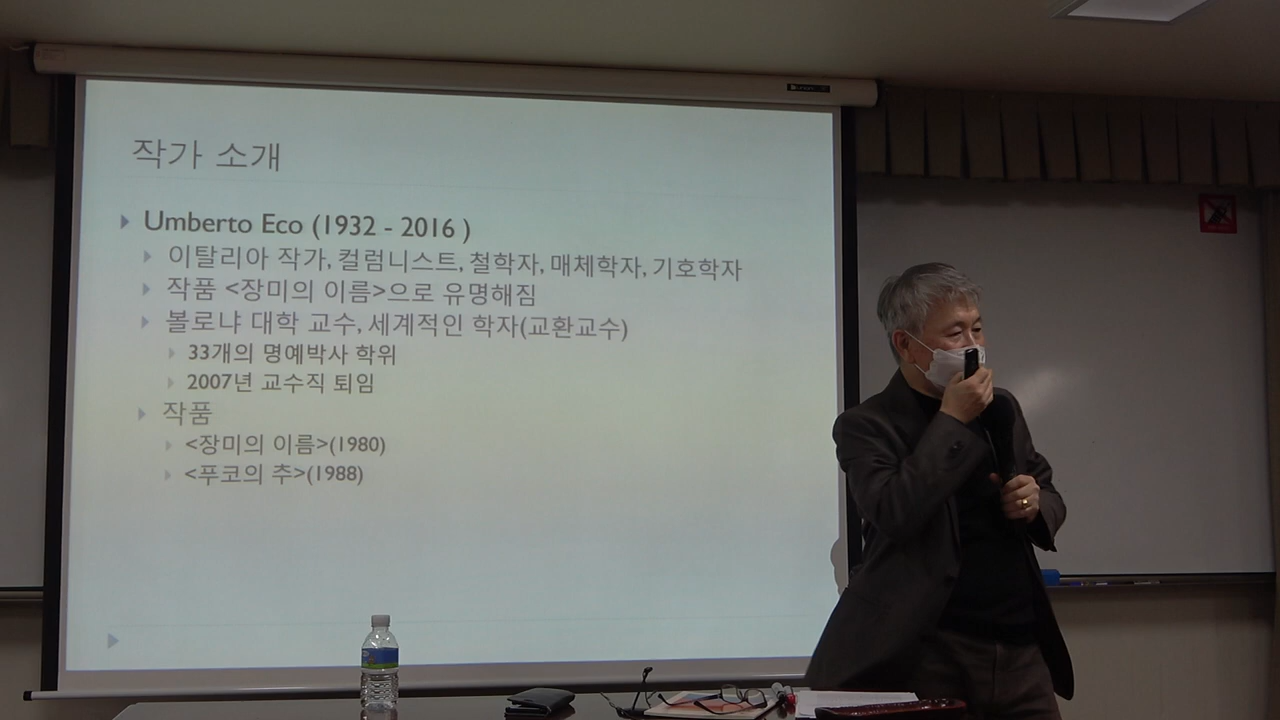 작가 소개
Umberto Eco (1932 - 2016 )
이탈리아 작가, 컬럼니스트, 철학자, 매체학자, 기호학자
작품 <장미의 이름>으로 유명해짐
볼로냐 대학 교수, 세계적인 학자(교환교수)
33개의 명예박사 학위
2007년 교수직 퇴임
작품
<장미의 이름>(1980)
<푸코의 추>(1988)